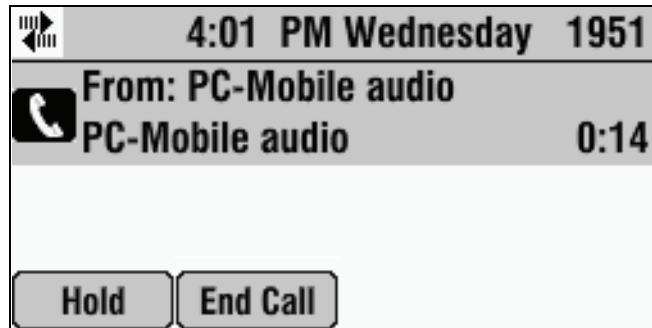 4:01 PM Wednesday 1951
From: PC-Mobile audio
PC-Mobile audio 0:14
Hold End Call